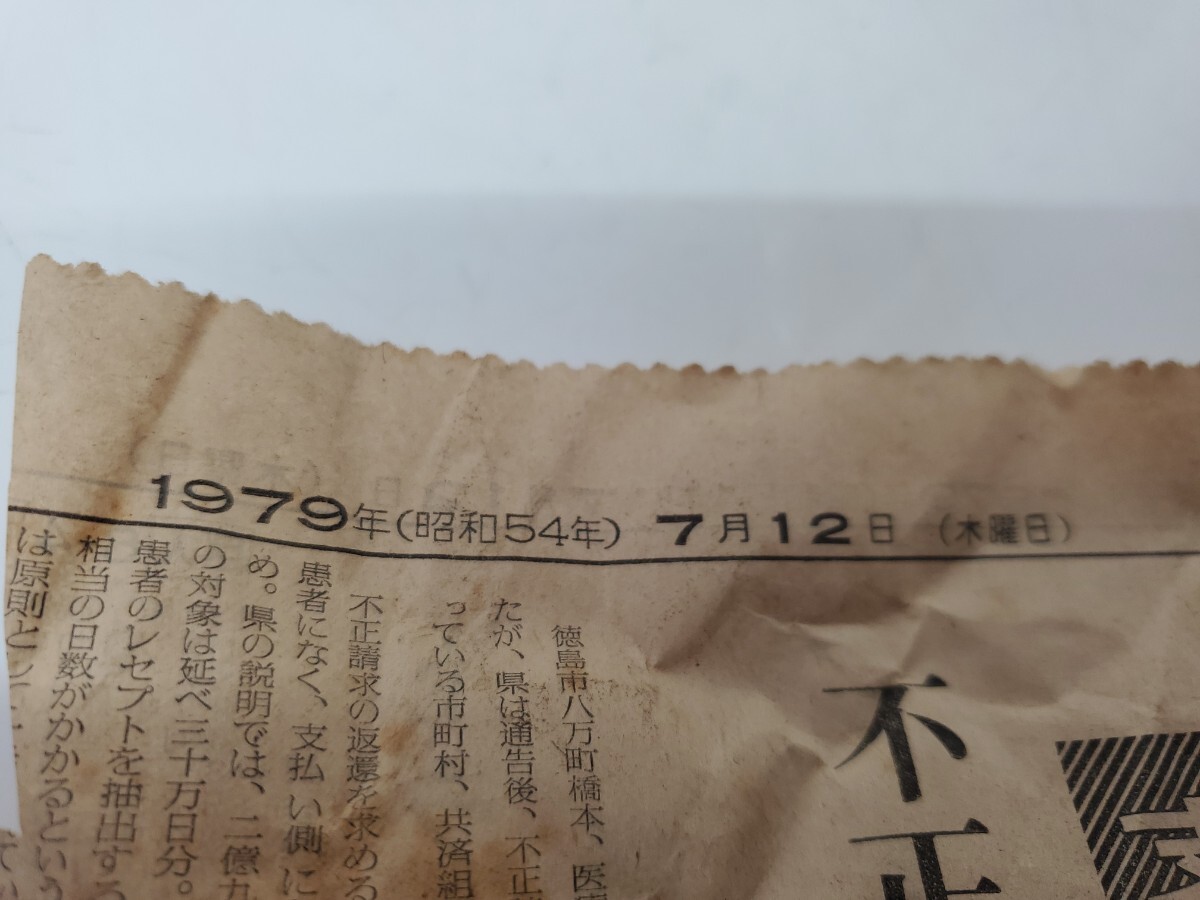 1979年(昭和54年) 7月12日 (木曜日)
不正
徳島市八万町橋本、医
たが、県は通告後、不正
っている市町村、共済組
不正請求の返還を求める
患者になく、支払い側に
め。県の説明では、二億九
の対象は延べ三十万日分。
患者のレセプトを抽出する
相当の日数がかかるという
は原則とし